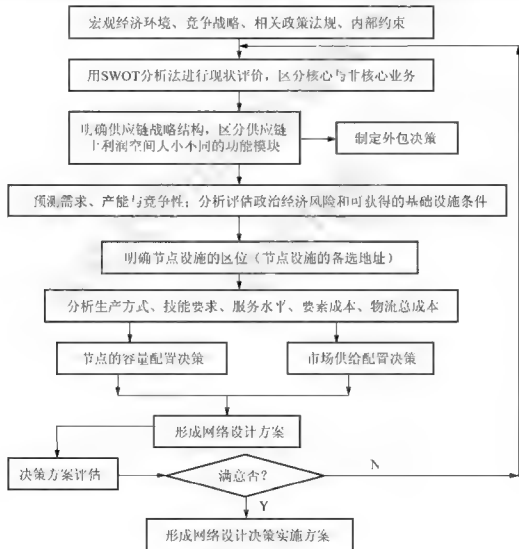 宏观经济环境、竞争战略、相关政策法规、内部约束
用SWOT分析法进行现状评价，区分核心与非核心业务
明确供应链战略结构，区分供应链
上利润空间大小不同的功能模块
制定外包决策
预测需求、产能与竞争性；分析评估政治经济风险和可获得的基础设施条件
明确节点设施的区位（节点设施的备选地址）
分析生产方式、技能要求、服务水平、要素成本、物流总成本
节点的容量配置决策
市场供给配置决策
形成网络设计方案
决策方案评估
满意否？
N
Y
形成网络设计决策实施方案